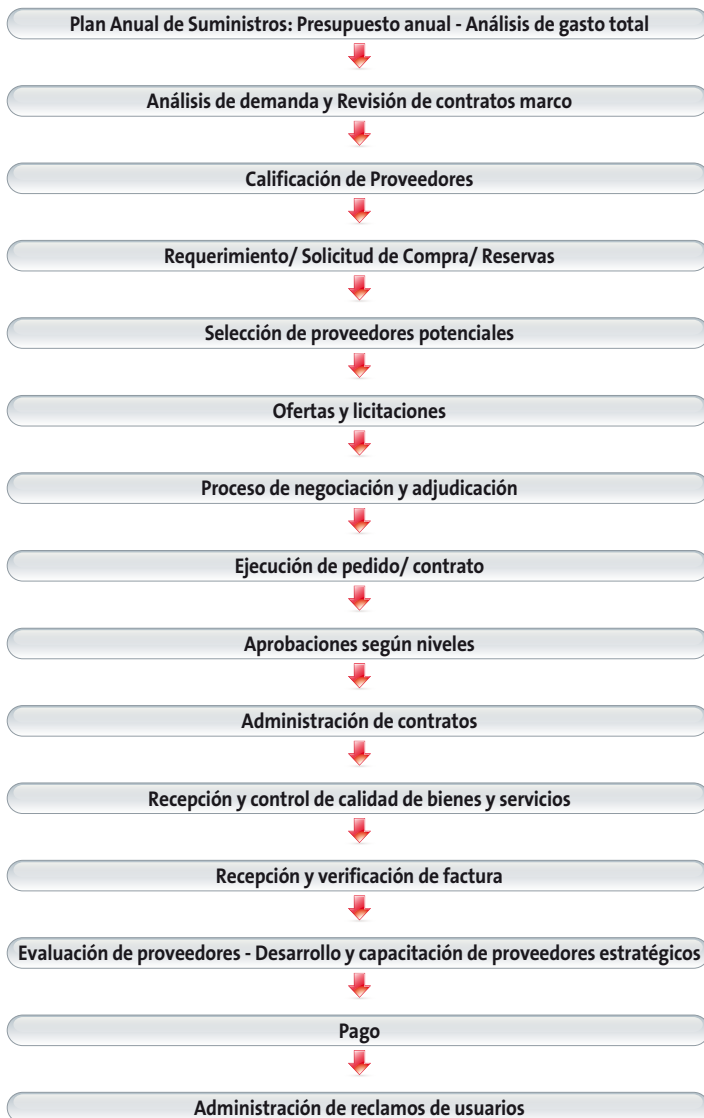 Plan Anual de Suministros: Presupuesto anual - Análisis de gasto total
Análisis de demanda y Revisión de contratos marco
Calificación de Proveedores
Requerimiento/ Solicitud de Compra/ Reservas
Selección de proveedores potenciales
Ofertas y licitaciones
Proceso de negociación y adjudicación
Ejecución de pedido/ contrato
Aprobaciones según niveles
Administración de contratos
Recepción y control de calidad de bienes y servicios
Recepción y verificación de factura
Evaluación de proveedores - Desarrollo y capacitación de proveedores estratégicos
Pago
Administración de reclamos de usuarios